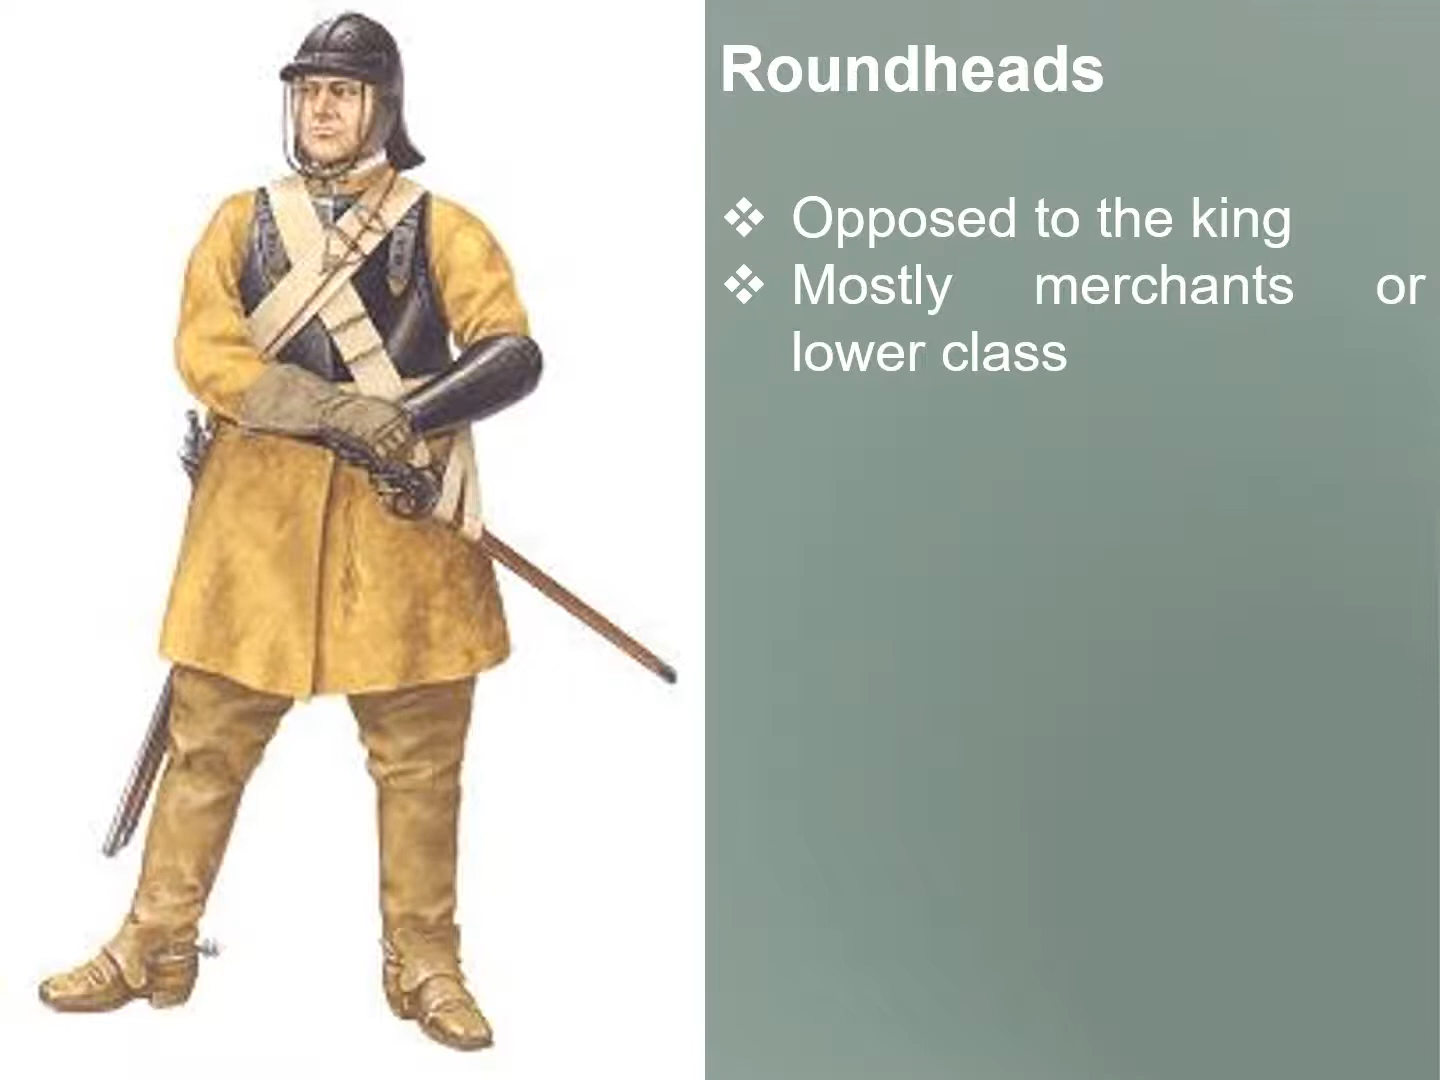 Roundheads
❖ Opposed to the king
❖ Mostly merchants or
lower class